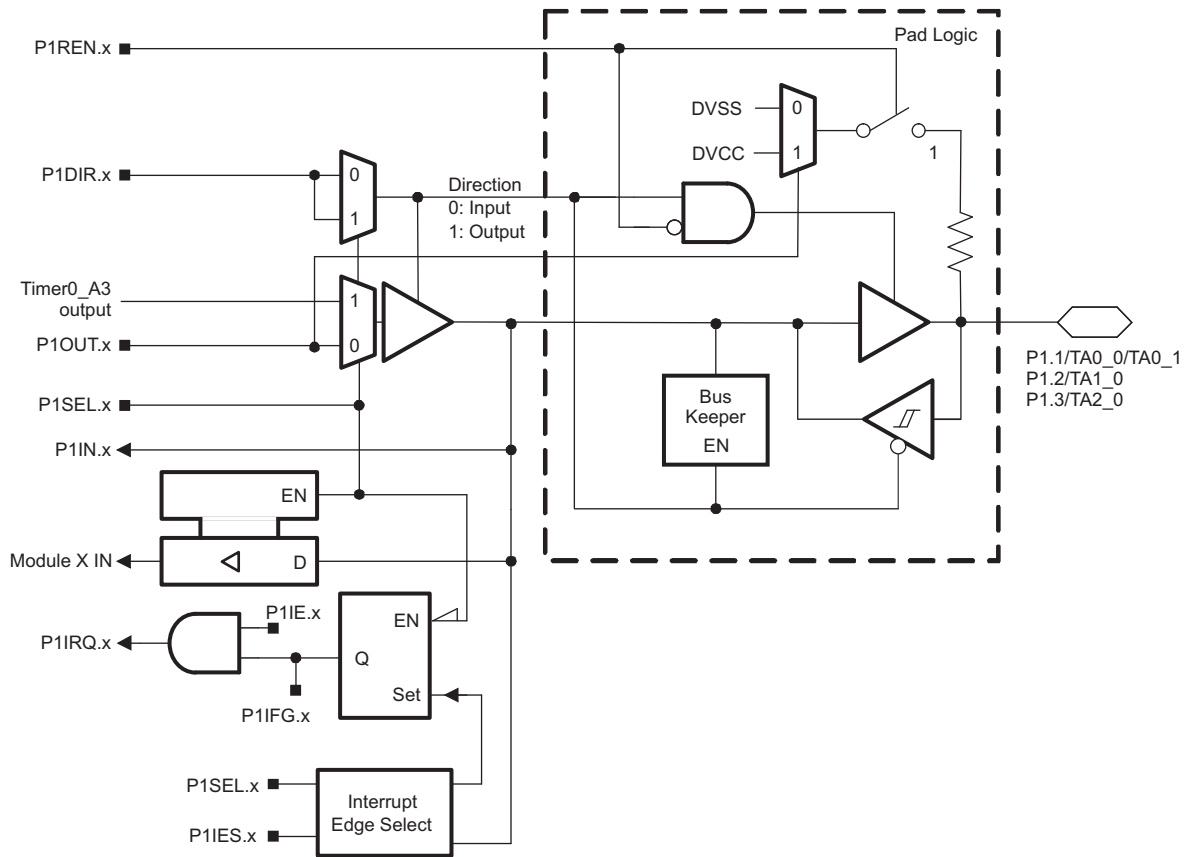 Pad Logic
P1REN.x
DVSS
0
DVCC
1
1
P1DIR.x
0
1
Direction
0: Input
1: Output
Timer0_A3
output
1
P1OUT.x
0
P1.1/TA0_0/TA0_1
P1.2/TA1_0
P1.3/TA2_0
Bus
Keeper
EN
P1SEL.x
P1IN.x
EN
Module X IN
D
P1IE.x
EN
P1IRQ.x
Q
Set
P1IFG.x
P1SEL.x
Interrupt
Edge Select
P1IES.x